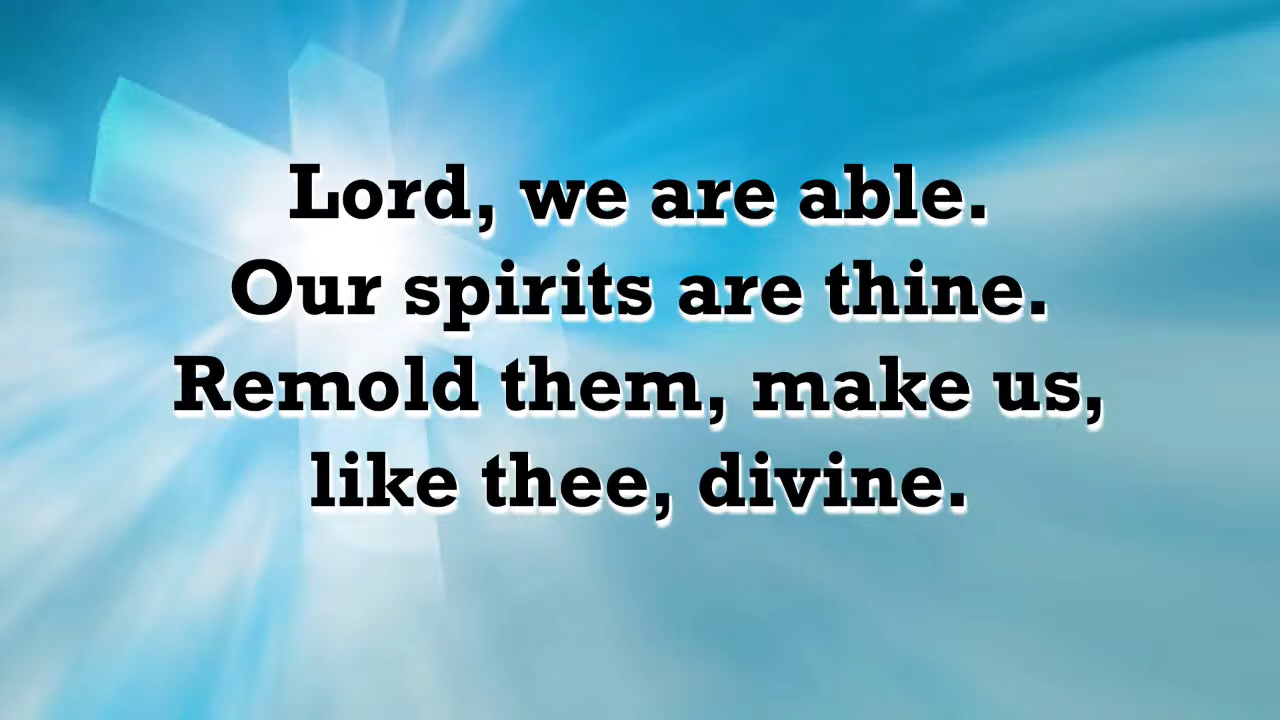 Lord, we are able.
Our spirits are thine.
Remold them, make us,
like thee, divine.